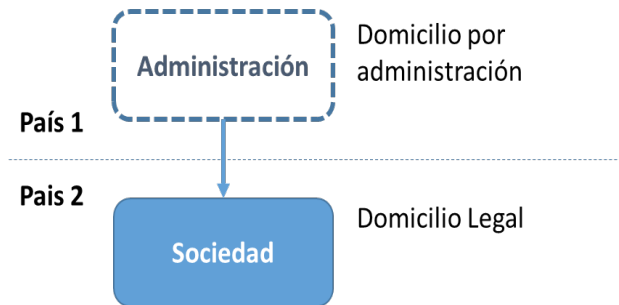 Administración
Domicilio por
administración
País 1
Pais 2
Sociedad
Domicilio Legal